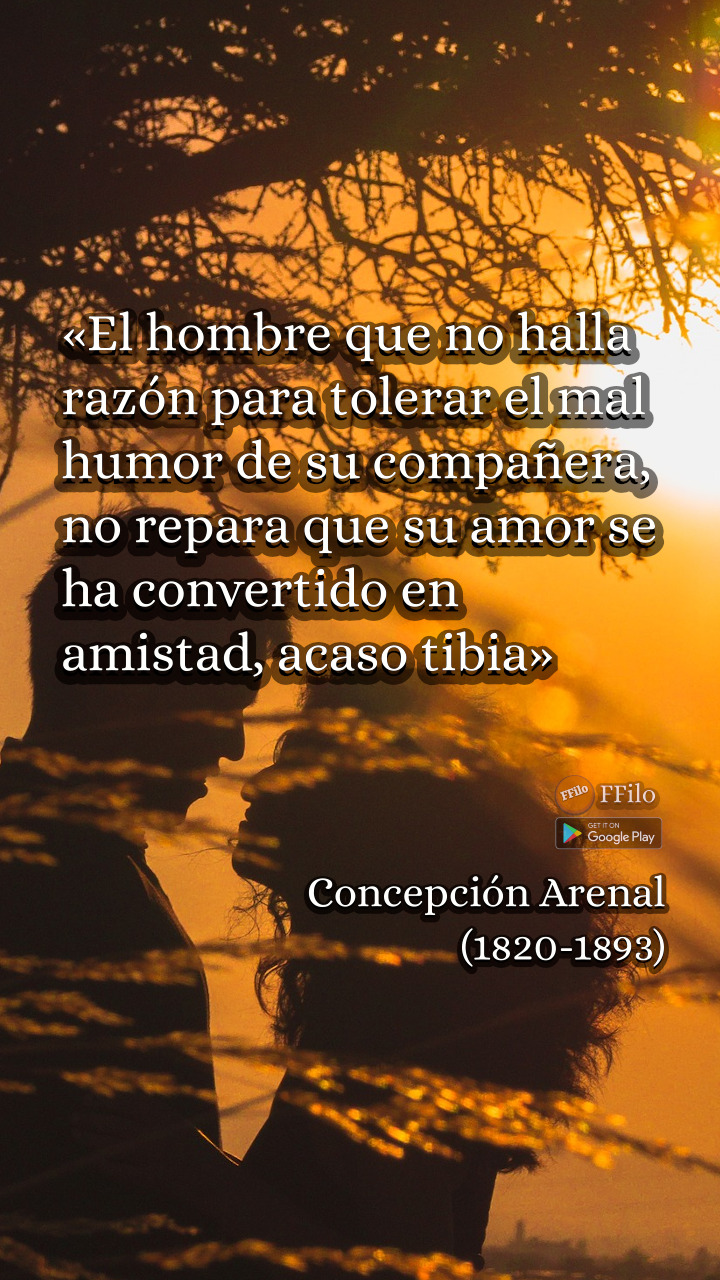 «El hombre que no halla
razón para tolerar el mal
humor de su compañera,
no repara que su amor se
ha convertido en
amistad, acaso tibia»
FFilo FFilo
GET IT ON
Google Play
Concepción Arenal
(1820-1893)